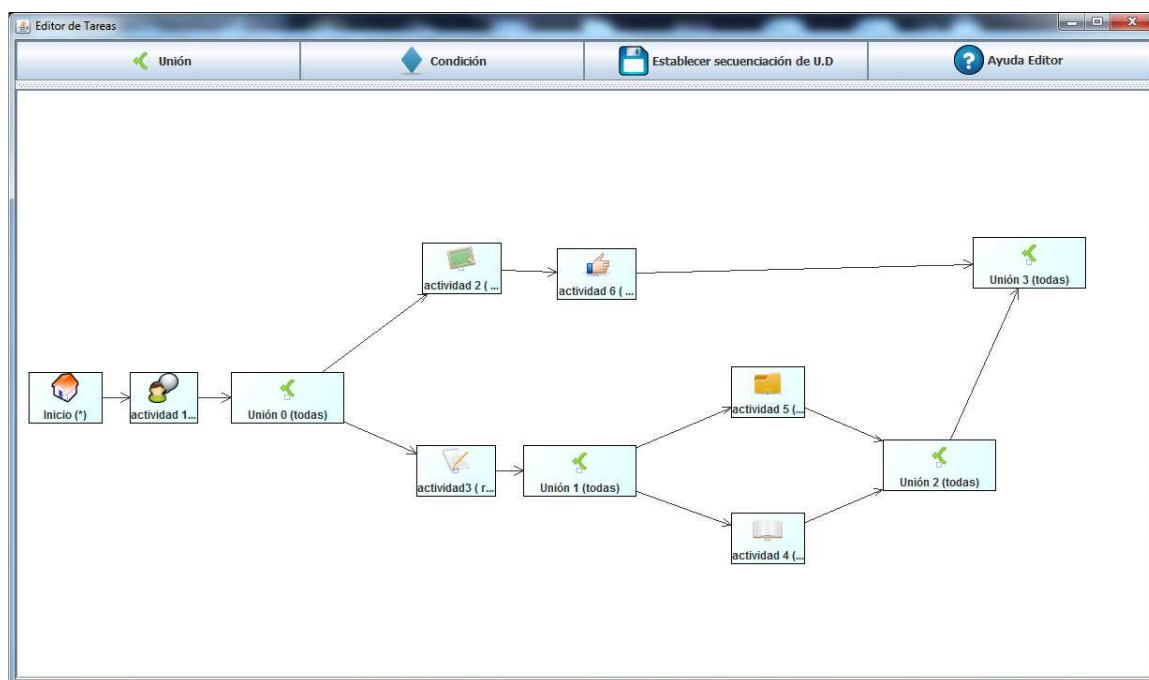 Editor de Tareas
Unión
Condición
Establecer secuenciación de U.D
Ayuda Editor
Unión 3 (todas)
actividad 2 ( ...
actividad 6 ( ...
Inicio (*)
actividad 1...
Unión 0 (todas)
actividad 5 (...
actividad3 ( r...
Unión 1 (todas)
Unión 2 (todas)
actividad 4 (...